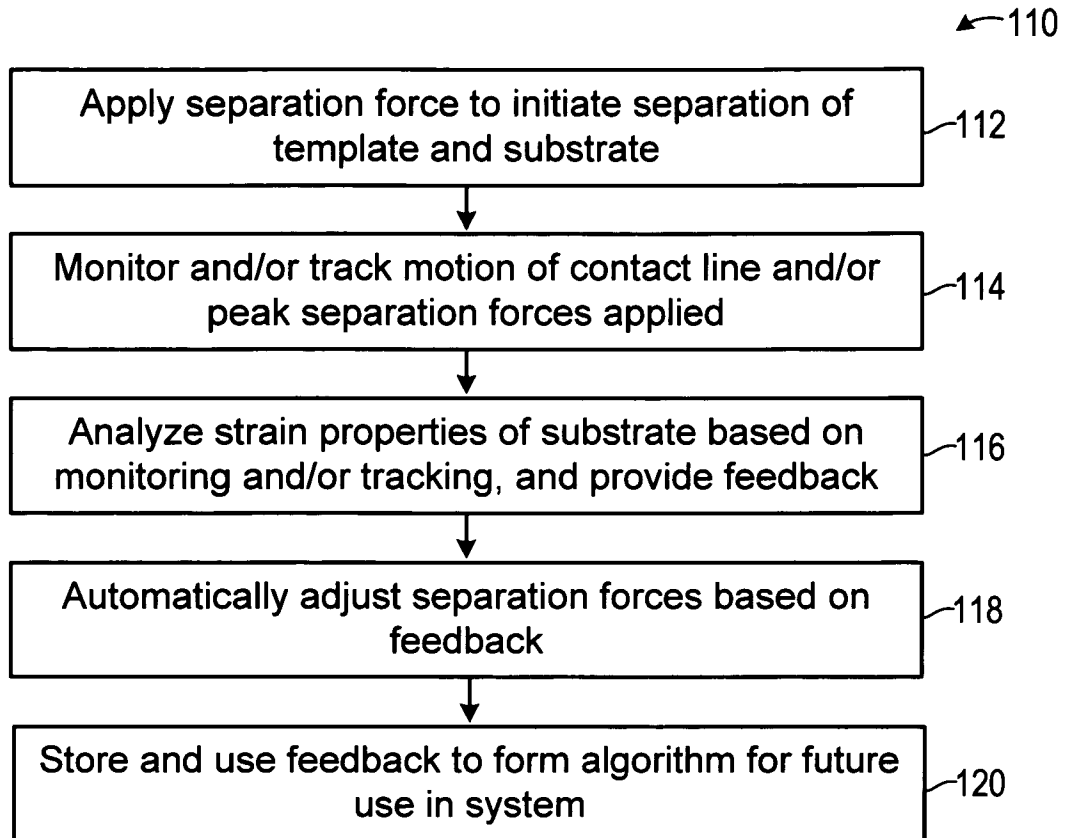 110
Apply separation force to initiate separation of
template and substrate
112
Monitor and/or track motion of contact line and/or
peak separation forces applied
114
Analyze strain properties of substrate based on
monitoring and/or tracking, and provide feedback
116
Automatically adjust separation forces based on
feedback
118
Store and use feedback to form algorithm for future
use in system
120